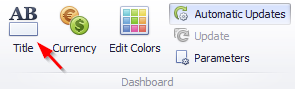 AB
Title
Currency
Edit Colors
Automatic Updates
Update
Parameters
Dashboard